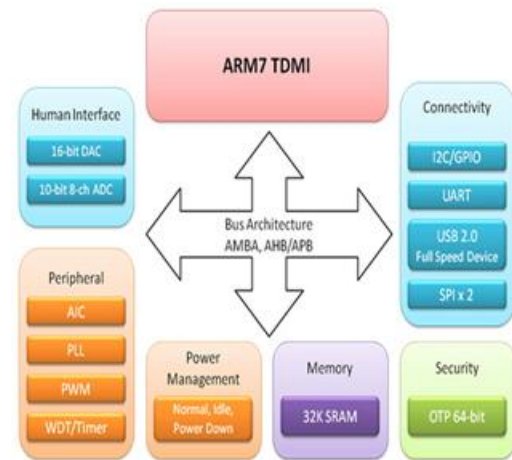 ARM7 TDMI
Human Interface
16-bit DAC
10-bit 8-ch ADC
Connectivity
I2C/GPIO
UART
USB 2.0
Full Speed Device
SPI x 2
Bus Architecture
AMBA, AHB/APB
Peripheral
AIC
PLL
PWM
WDT/Timer
Power
Management
Normal, Idle,
Power Down
Memory
32K SRAM
Security
OTP 64-bit